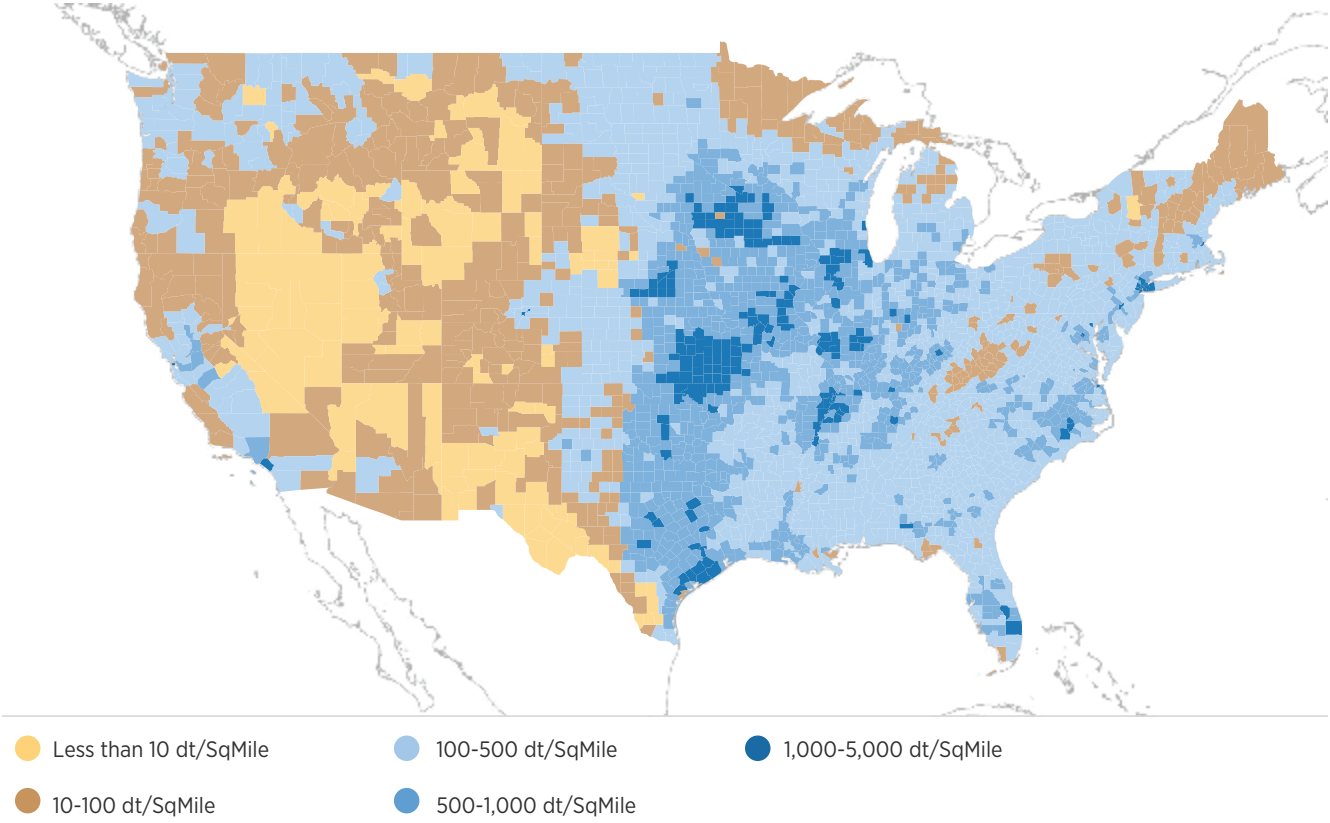 Less than 10 dt/SqMile
100-500 dt/SqMile
1,000-5,000 dt/SqMile
10-100 dt/SqMile
500-1,000 dt/SqMile